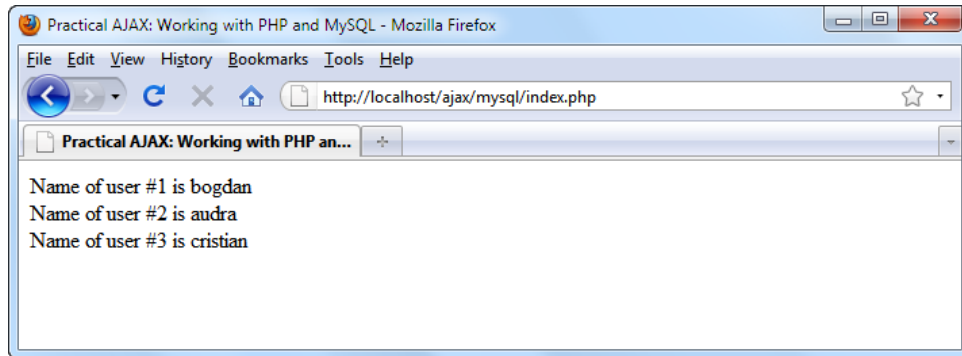 Practical AJAX: Working with PHP and MySQL - Mozilla Firefox
File Edit View History Bookmarks Tools Help
http://localhost/ajax/mysql/index.php
Practical AJAX: Working with PHP an...
Name of user #1 is bogdan
Name of user #2 is audra
Name of user #3 is cristian